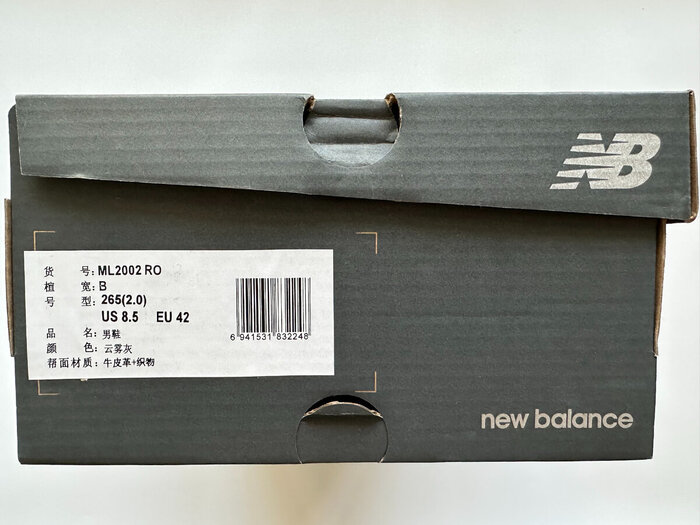 NB
货 号: ML2002 RO
楦 宽: B
号 型: 265(2.0)
US 8.5 EU 42
品 名: 男鞋
颜 色: 云雾灰
帮面材质: 牛皮革+织物
6 941531 832248
new balance